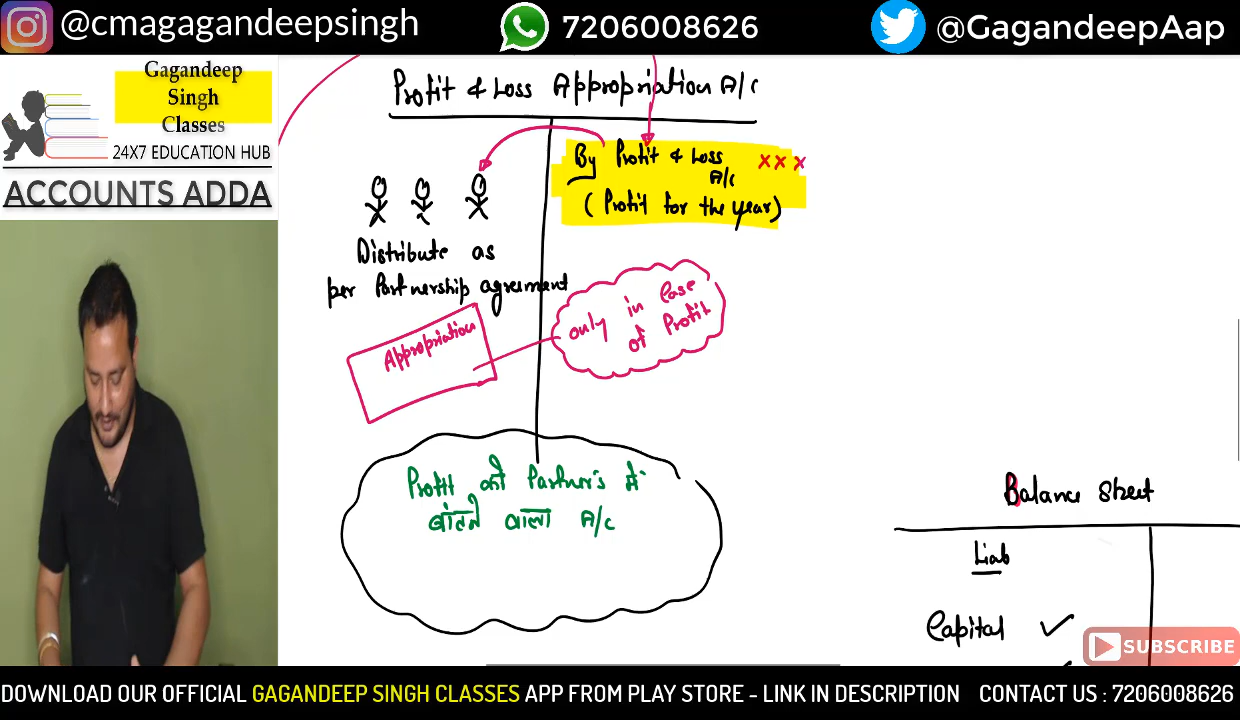 @cmagagandeepsingh
7206008626
@GagandeepAap
Gagandeep
Singh
Classes
24X7 EDUCATION HUB
ACCOUNTS ADDA
Profit & Loss Appropriation A/C
By Profit & Loss A/C xxx
(Profit for the year)
Distribute as
per Partnership agreement
Appropriation
only in case
of Profit
Profit को Partner's में
बांटने वाला A/C
Balance Sheet
Liab
Capital ✓
SUBSCRIBE
DOWNLOAD OUR OFFICIAL GAGANDEEP SINGH CLASSES APP FROM PLAY STORE - LINK IN DESCRIPTION CONTACT US : 7206008626